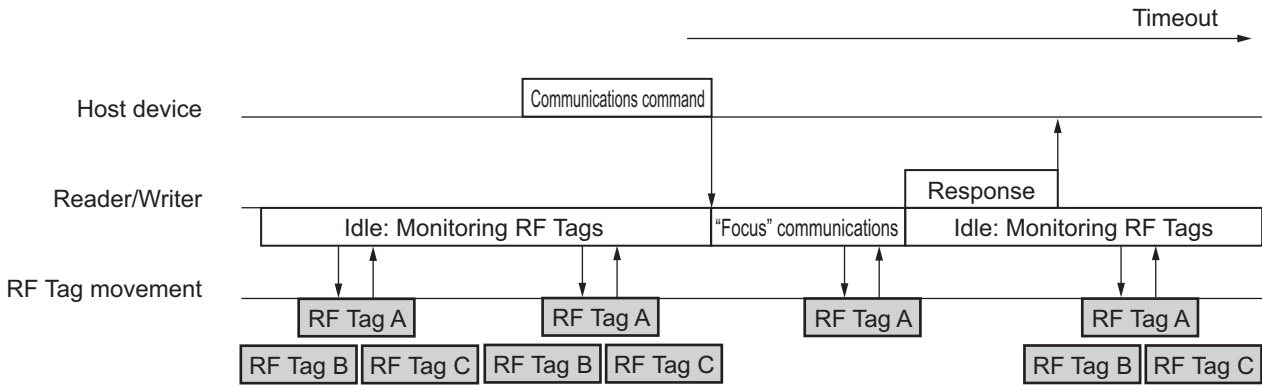 Timeout
Host device
Communications command
Reader/Writer
Response
Idle: Monitoring RF Tags
“Focus” communications
Idle: Monitoring RF Tags
RF Tag movement
RF Tag A
RF Tag A
RF Tag A
RF Tag A
RF Tag B
RF Tag C
RF Tag B
RF Tag C
RF Tag B
RF Tag C